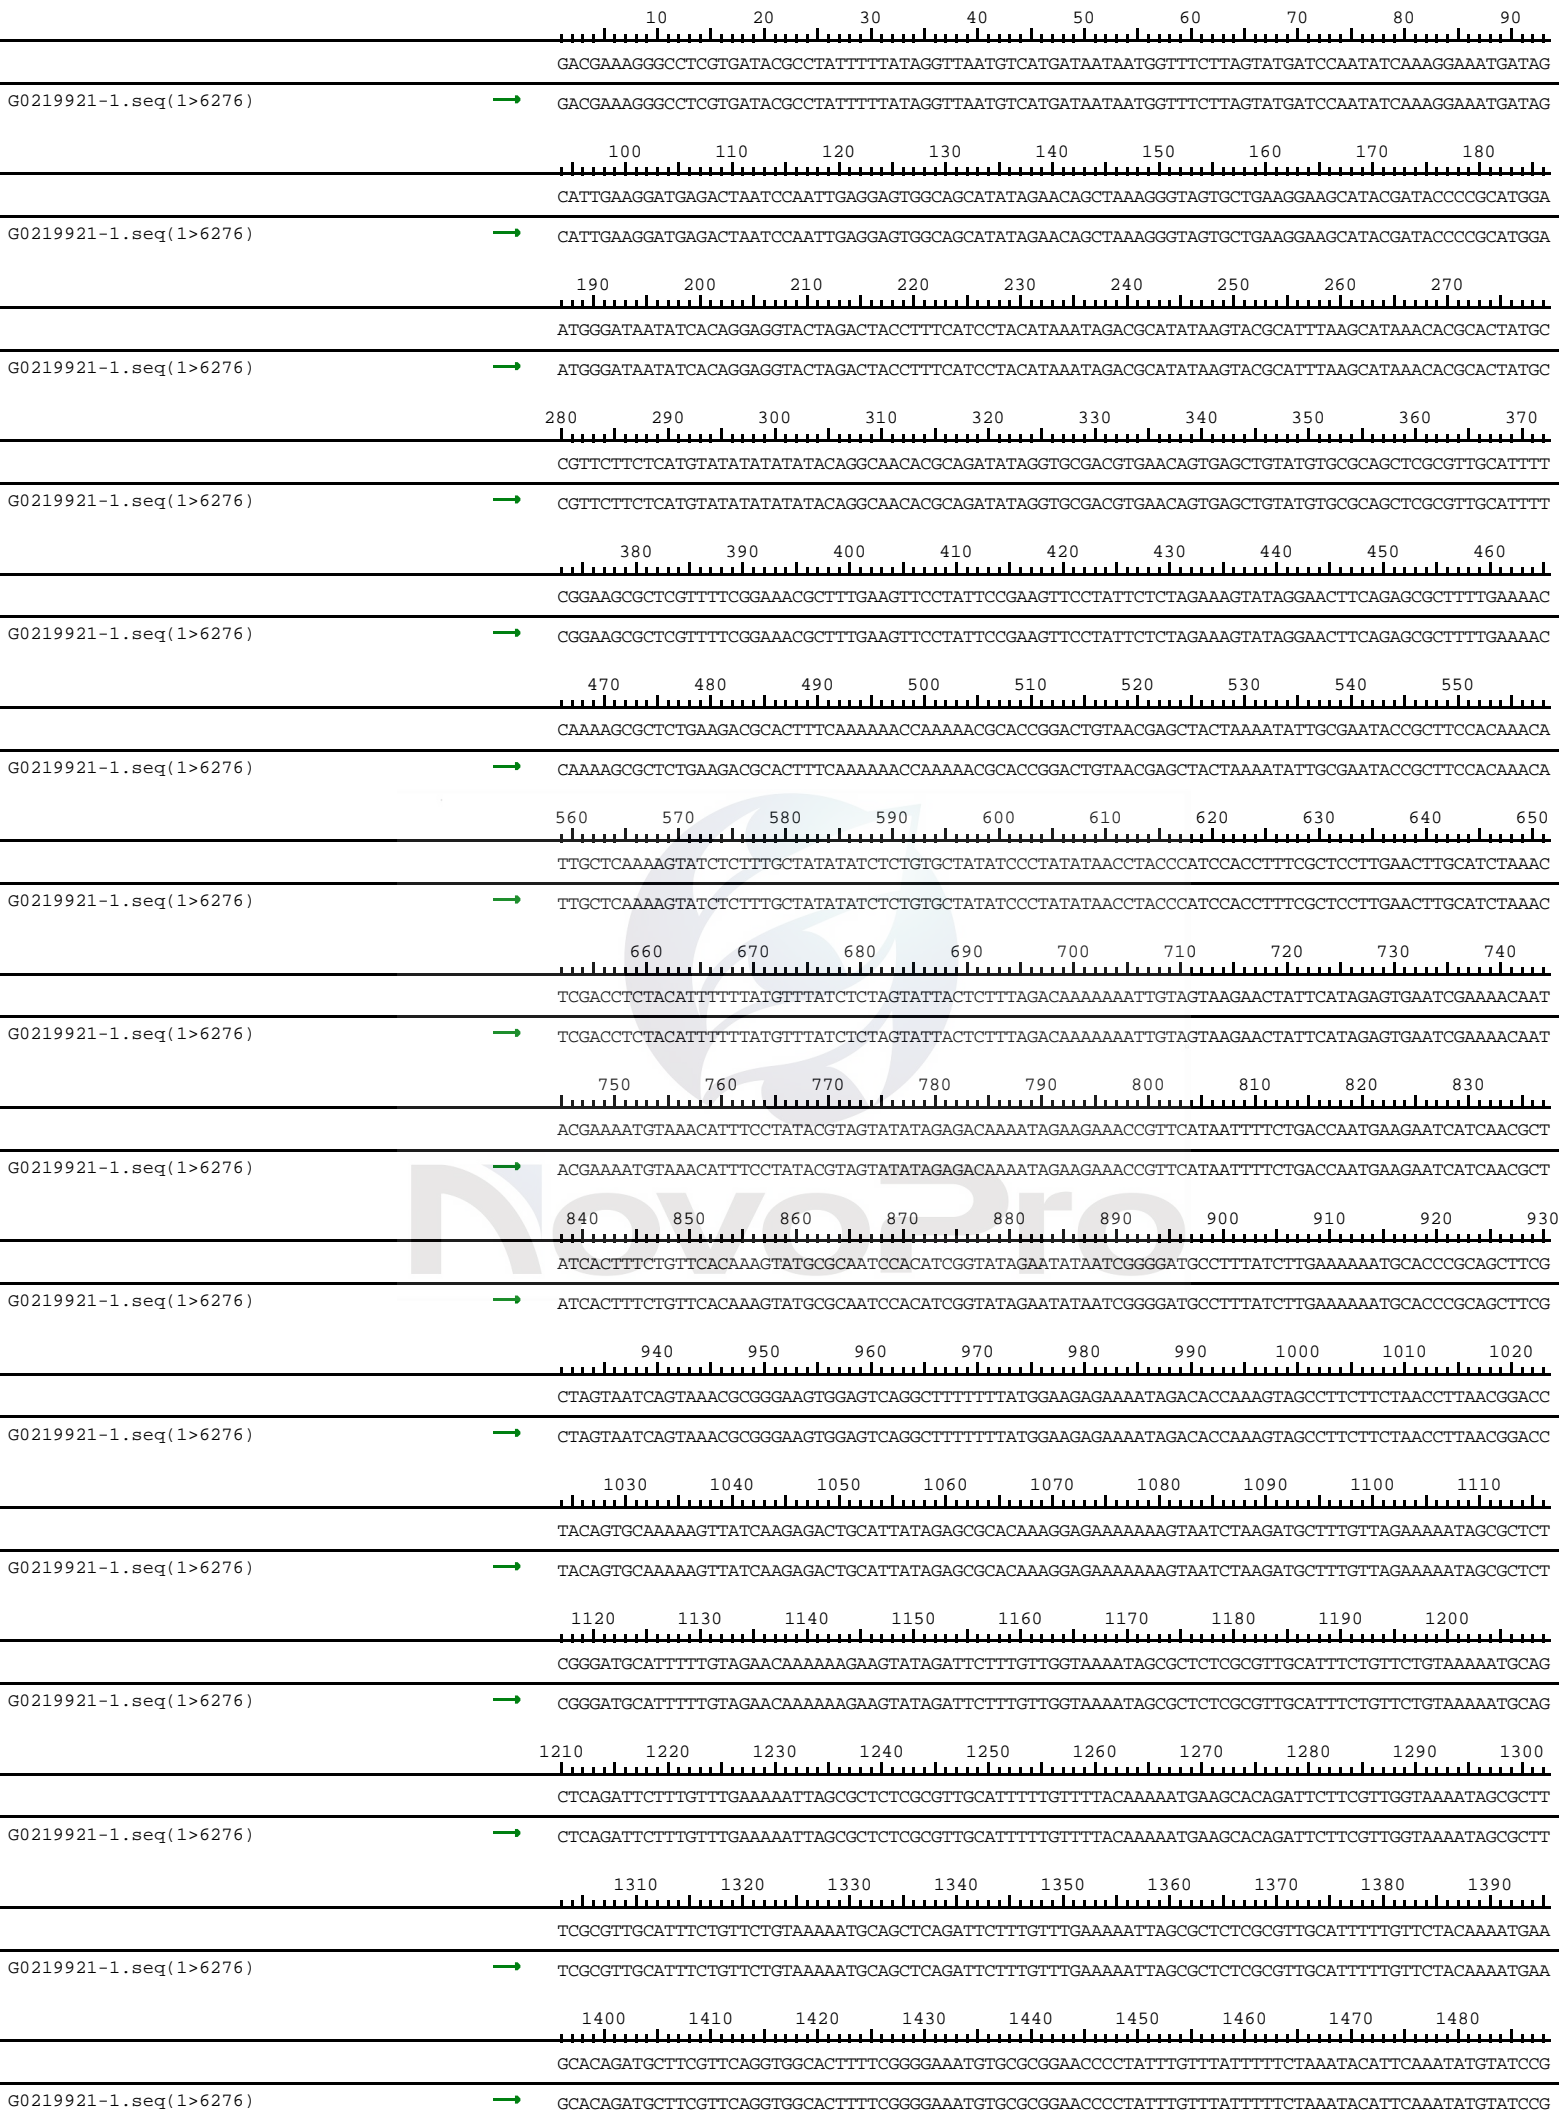 10 20 30 40 50 60 70 80 90
GACGAAAGGGCCTCGTGATACGCCTATTTTTATAGGTTAATGTCATGATAATAATGGTTTCTTAGTATGATCCAATATCAAAGGAAATGATAG
G0219921-1.seq(1>6276) GACGAAAGGGCCTCGTGATACGCCTATTTTTATAGGTTAATGTCATGATAATAATGGTTTCTTAGTATGATCCAATATCAAAGGAAATGATAG
100 110 120 130 140 150 160 170 180
CATTGAAGGATGAGACTAATCCAATTGAGGAGTGGCAGCATATAGAACAGCTAAAGGGTAGTGCTGAAGGAAGCATACGATACCCCGCATGGA
G0219921-1.seq(1>6276) CATTGAAGGATGAGACTAATCCAATTGAGGAGTGGCAGCATATAGAACAGCTAAAGGGTAGTGCTGAAGGAAGCATACGATACCCCGCATGGA
190 200 210 220 230 240 250 260 270
ATGGGATAATATCACAGGAGGTACTAGACTACCTTTCATCCTACATAAATAGACGCATATAAGTACGCATTTAAGCATAAACACGCACTATGC
G0219921-1.seq(1>6276) ATGGGATAATATCACAGGAGGTACTAGACTACCTTTCATCCTACATAAATAGACGCATATAAGTACGCATTTAAGCATAAACACGCACTATGC
280 290 300 310 320 330 340 350 360 370
CGTTCTTCTCATGTATATATATATACAGGCAACACGCAGATATAGGTGCGACGTGAACAGTGAGCTGTATGTGCGCAGCTCGCGTTGCATTTT
G0219921-1.seq(1>6276) CGTTCTTCTCATGTATATATATATACAGGCAACACGCAGATATAGGTGCGACGTGAACAGTGAGCTGTATGTGCGCAGCTCGCGTTGCATTTT
380 390 400 410 420 430 440 450 460
CGGAAGCGCTCGTTTTCGGAAACGCTTTGAAGTTCCTATTCCGAAGTTCCTATTCTCTAGAAAGTATAGGAACTTCAGAGCGCTTTTGAAAAC
G0219921-1.seq(1>6276) CGGAAGCGCTCGTTTTCGGAAACGCTTTGAAGTTCCTATTCCGAAGTTCCTATTCTCTAGAAAGTATAGGAACTTCAGAGCGCTTTTGAAAAC
470 480 490 500 510 520 530 540 550
CAAAAGCGCTCTGAAGACGCACTTTCAAAAAACCAAAAACGCACCGGACTGTAACGAGCTACTAAAATATTGCGAATACCGCTTCCACAAACA
G0219921-1.seq(1>6276) CAAAAGCGCTCTGAAGACGCACTTTCAAAAAACCAAAAACGCACCGGACTGTAACGAGCTACTAAAATATTGCGAATACCGCTTCCACAAACA
560 570 580 590 600 610 620 630 640 650
TTGCTCAAAAGTATCTCTTTGCTATATATCTCTGTGCTATATCCCTATATAACCTACCCATCCACCTTTCGCTCCTTGAACTTGCATCTAAAC
G0219921-1.seq(1>6276) TTGCTCAAAAGTATCTCTTTGCTATATATCTCTGTGCTATATCCCTATATAACCTACCCATCCACCTTTCGCTCCTTGAACTTGCATCTAAAC
660 670 680 690 700 710 720 730 740
TCGACCTCTACATTTTTTATGTTTATCTCTAGTATTACTCTTTAGACAAAAAAATTGTAGTAAGAACTATTCATAGAGTGAATCGAAAACAAT
G0219921-1.seq(1>6276) TCGACCTCTACATTTTTTATGTTTATCTCTAGTATTACTCTTTAGACAAAAAAATTGTAGTAAGAACTATTCATAGAGTGAATCGAAAACAAT
750 760 770 780 790 800 810 820 830
ACGAAAATGTAAACATTTCCTATACGTAGTATATAGAGACAAAATAGAAGAAACCGTTCATAATTTTCTGACCAATGAAGAATCATCAACGCT
G0219921-1.seq(1>6276) ACGAAAATGTAAACATTTCCTATACGTAGTATATAGAGACAAAATAGAAGAAACCGTTCATAATTTTCTGACCAATGAAGAATCATCAACGCT
NovoPro
840 850 860 870 880 890 900 910 920 930
ATCACTTTCTGTTCACAAAGTATGCGCAATCCACATCGGTATAGAATATAATCGGGGATGCCTTTATCTTGAAAAAATGCACCCGCAGCTTCG
G0219921-1.seq(1>6276) ATCACTTTCTGTTCACAAAGTATGCGCAATCCACATCGGTATAGAATATAATCGGGGATGCCTTTATCTTGAAAAAATGCACCCGCAGCTTCG
940 950 960 970 980 990 1000 1010 1020
CTAGTAATCAGTAAACGCGGGAAGTGGAGTCAGGCTTTTTTTATGGAAGAGAAAATAGACACCAAAGTAGCCTTCTTCTAACCTTAACGGACC
G0219921-1.seq(1>6276) CTAGTAATCAGTAAACGCGGGAAGTGGAGTCAGGCTTTTTTTATGGAAGAGAAAATAGACACCAAAGTAGCCTTCTTCTAACCTTAACGGACC
1030 1040 1050 1060 1070 1080 1090 1100 1110
TACAGTGCAAAAAGTTATCAAGAGACTGCATTATAGAGCGCACAAAGGAGAAAAAAAGTAATCTAAGATGCTTTGTTAGAAAAATAGCGCTCT
G0219921-1.seq(1>6276) TACAGTGCAAAAAGTTATCAAGAGACTGCATTATAGAGCGCACAAAGGAGAAAAAAAGTAATCTAAGATGCTTTGTTAGAAAAATAGCGCTCT
1120 1130 1140 1150 1160 1170 1180 1190 1200
CGGGATGCATTTTTGTAGAACAAAAAAGAAGTATAGATTCTTTGTTGGTAAAATAGCGCTCTCGCGTTGCATTTCTGTTCTGTAAAAATGCAG
G0219921-1.seq(1>6276) CGGGATGCATTTTTGTAGAACAAAAAAGAAGTATAGATTCTTTGTTGGTAAAATAGCGCTCTCGCGTTGCATTTCTGTTCTGTAAAAATGCAG
1210 1220 1230 1240 1250 1260 1270 1280 1290 1300
CTCAGATTCTTTGTTTGAAAAATTAGCGCTCTCGCGTTGCATTTTTGTTTTACAAAAATGAAGCACAGATTCTTCGTTGGTAAAATAGCGCTT
G0219921-1.seq(1>6276) CTCAGATTCTTTGTTTGAAAAATTAGCGCTCTCGCGTTGCATTTTTGTTTTACAAAAATGAAGCACAGATTCTTCGTTGGTAAAATAGCGCTT
1310 1320 1330 1340 1350 1360 1370 1380 1390
TCGCGTTGCATTTCTGTTCTGTAAAAATGCAGCTCAGATTCTTTGTTTGAAAAATTAGCGCTCTCGCGTTGCATTTTTGTTCTACAAAATGAA
G0219921-1.seq(1>6276) TCGCGTTGCATTTCTGTTCTGTAAAAATGCAGCTCAGATTCTTTGTTTGAAAAATTAGCGCTCTCGCGTTGCATTTTTGTTCTACAAAATGAA
1400 1410 1420 1430 1440 1450 1460 1470 1480
GCACAGATGCTTCGTTCAGGTGGCACTTTTCGGGGAAATGTGCGCGGAACCCCTATTTGTTTATTTTTCTAAATACATTCAAATATGTATCCG
G0219921-1.seq(1>6276) GCACAGATGCTTCGTTCAGGTGGCACTTTTCGGGGAAATGTGCGCGGAACCCCTATTTGTTTATTTTTCTAAATACATTCAAATATGTATCCG